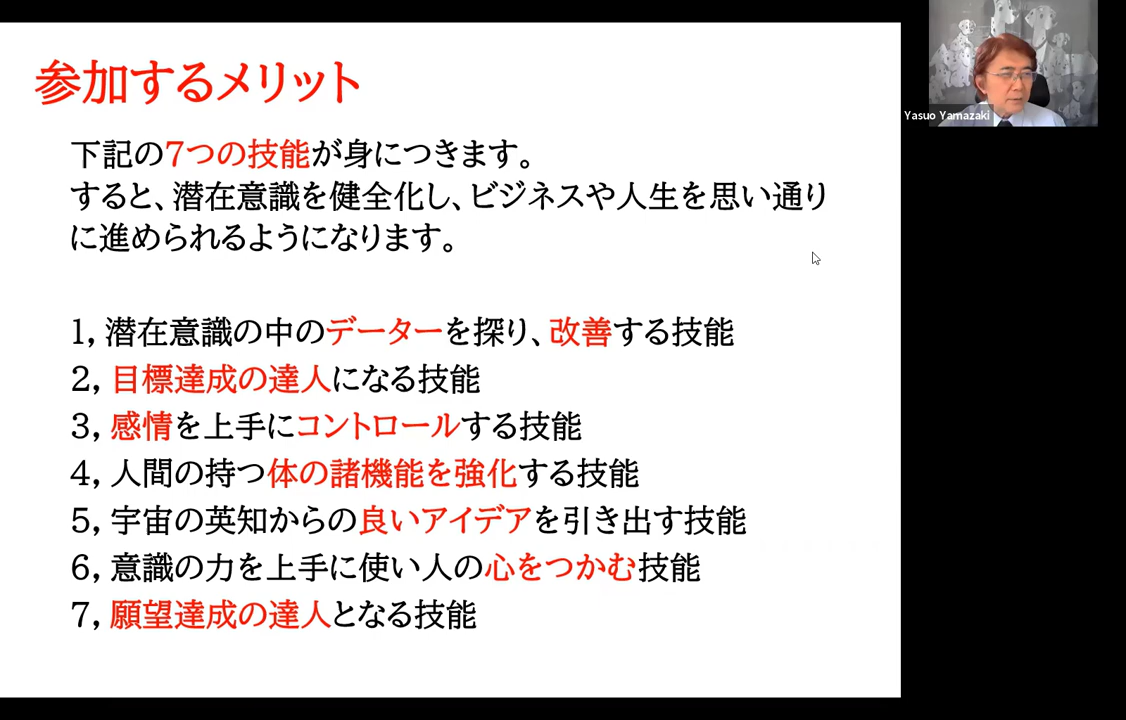 参加するメリット
下記の7つの技能が身につきます。
すると、潜在意識を健全化し、ビジネスや人生を思い通り
に進められるようになります。
1, 潜在意識の中のデーターを探り、改善する技能
2, 目標達成の達人になる技能
3, 感情を上手にコントロールする技能
4, 人間の持つ体の諸機能を強化する技能
5, 宇宙の英知からの良いアイデアを引き出す技能
6, 意識の力を上手に使い人の心をつかむ技能
7, 願望達成の達人となる技能
Yasuo Yamazaki